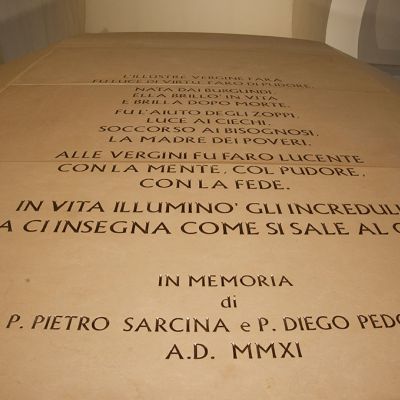 L'ILLUSTRE VERGINE FARA
FU LUCE DI VIRTÙ, FARO DI PUDORE.
NATA DAI BURGUNDI,
ELLA BRILLÒ IN VITA
E BRILLA DOPO MORTE.
FU L'AIUTO DEGLI ZOPPI,
LUCE AI CIECHI,
SOCCORSO AI BISOGNOSI,
LA MADRE DEI POVERI.
ALLE VERGINI FU FARO LUCENTE
CON LA MENTE, COL PUDORE,
CON LA FEDE.
IN VITA ILLUMINO' GLI INCREDULI
CI INSEGNA COME SI SALE AL
IN MEMORIA
di
P. PIETRO SARCINA e P. DIEGO
A.D. MMXI